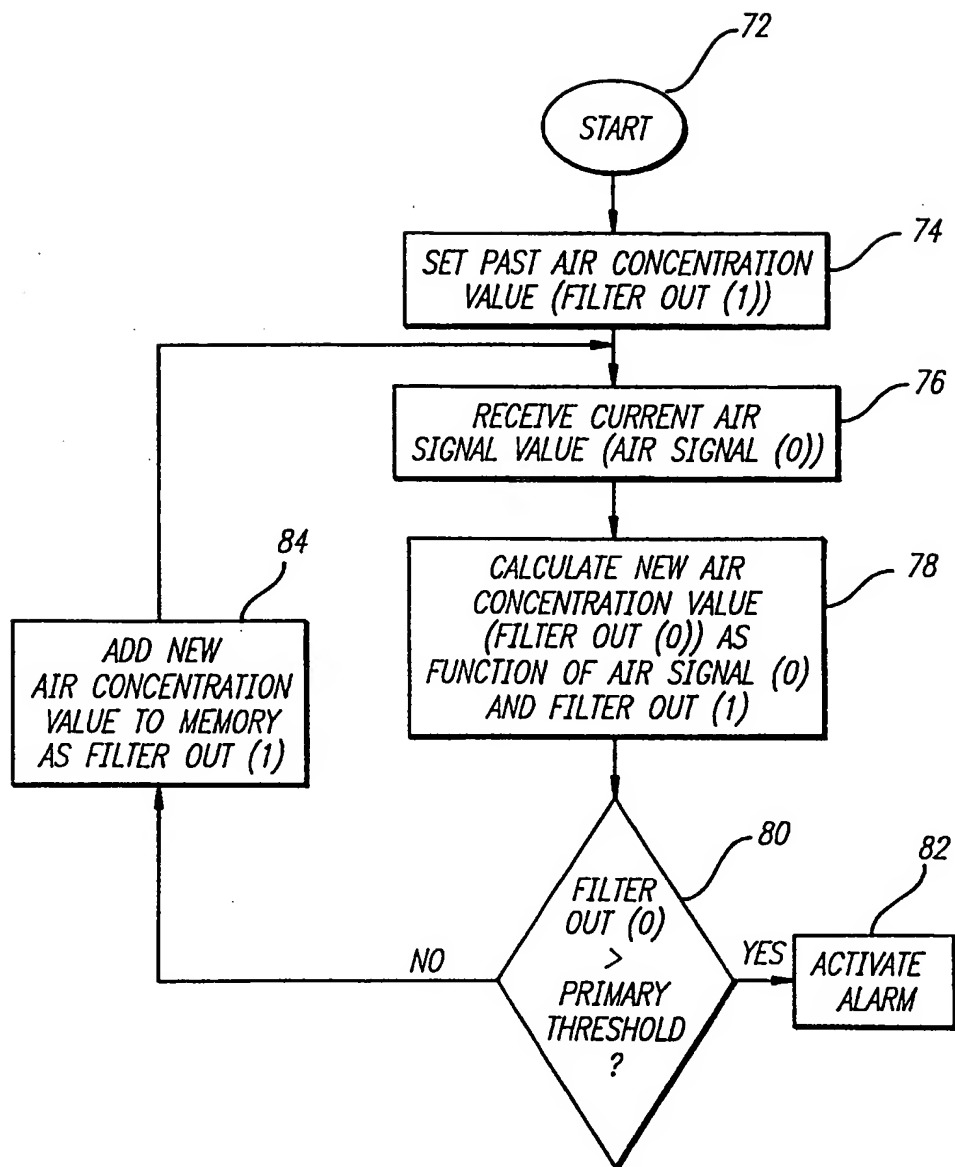 72
START
74
SET PAST AIR CONCENTRATION
VALUE (FILTER OUT (1))
76
RECEIVE CURRENT AIR
SIGNAL VALUE (AIR SIGNAL (0))
78
CALCULATE NEW AIR
CONCENTRATION VALUE
(FILTER OUT (0)) AS
FUNCTION OF AIR SIGNAL (0)
AND FILTER OUT (1)
84
ADD NEW
AIR CONCENTRATION
VALUE TO MEMORY
AS FILTER OUT (1)
80
FILTER
OUT (0)
>
PRIMARY
THRESHOLD
?
NO
YES
82
ACTIVATE
ALARM